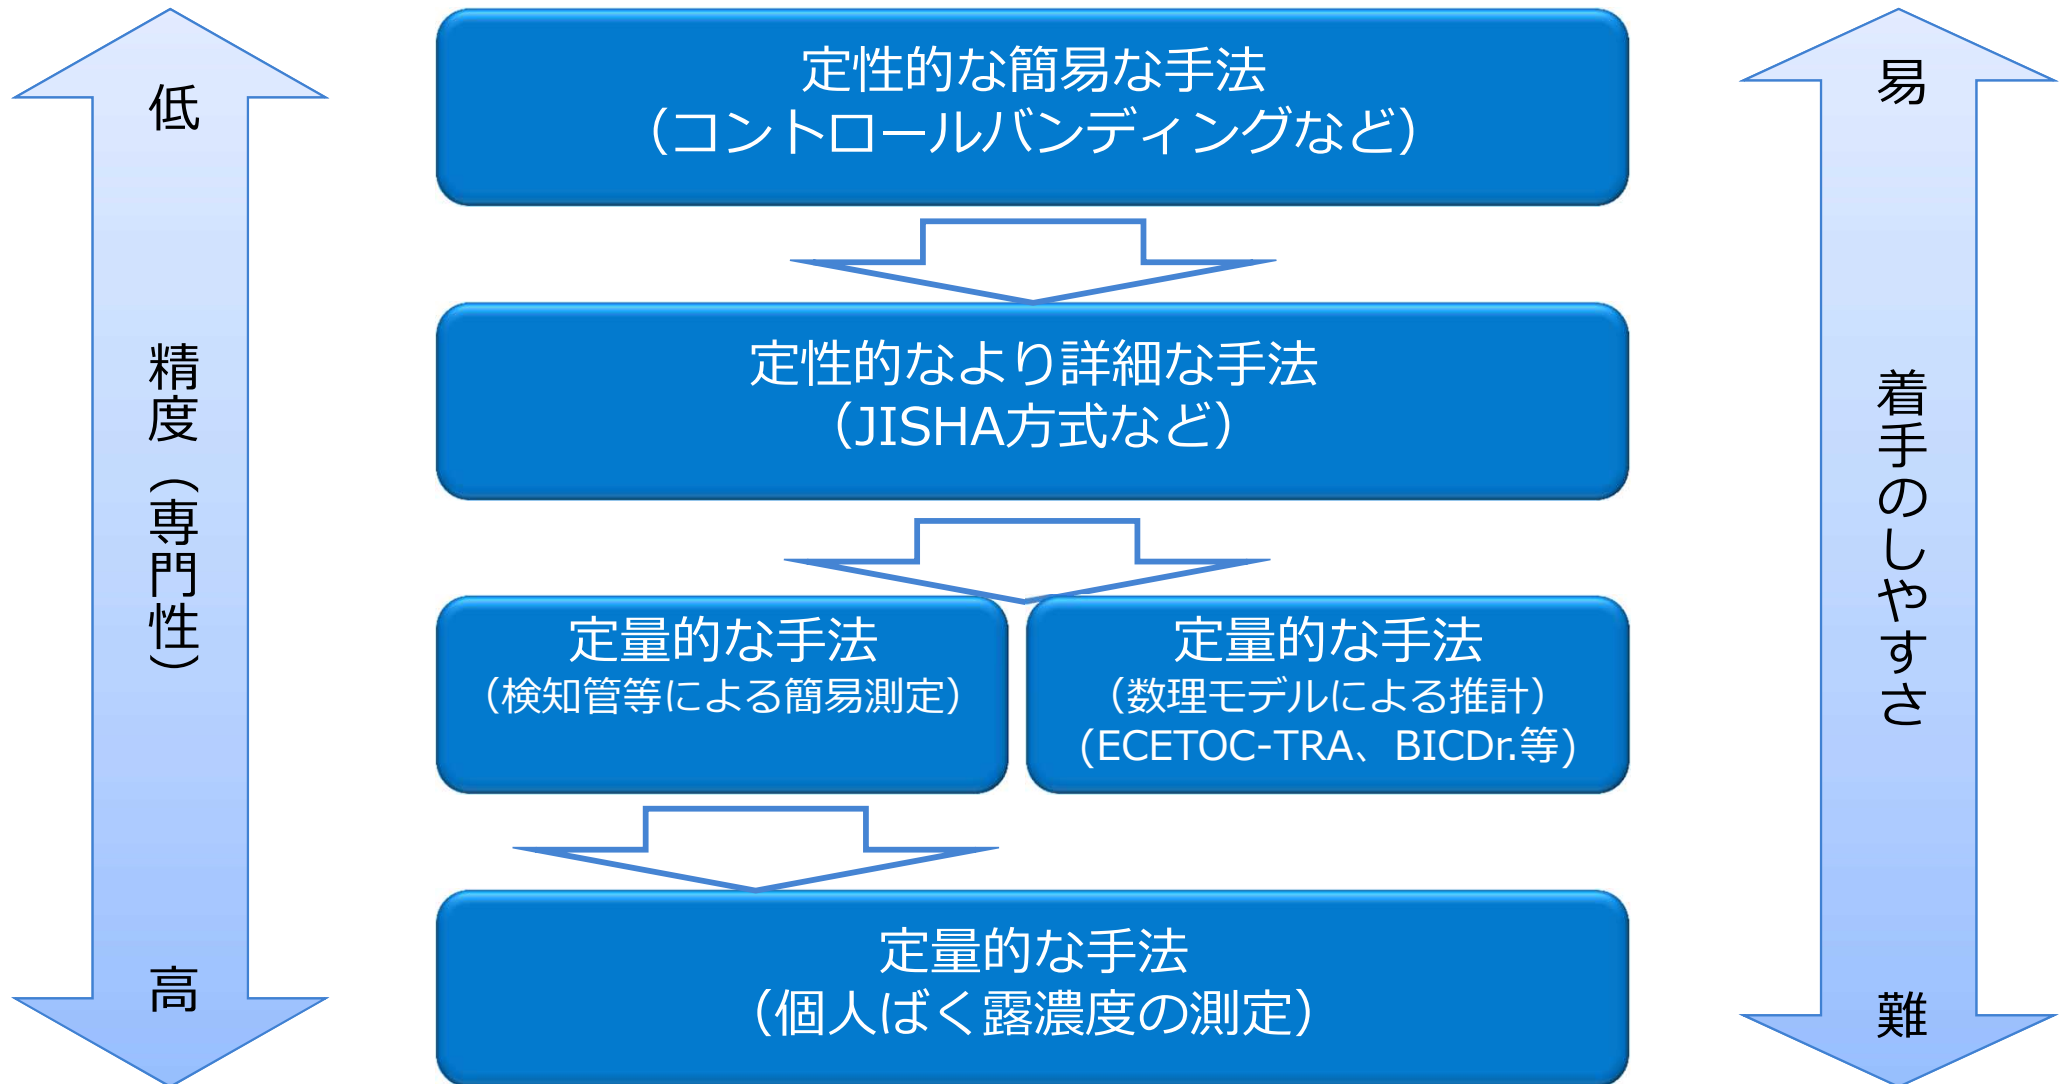 低
精度（専門性）
高
定性的な簡易な手法
（コントロールバンディングなど）
定性的なより詳細な手法
（JISHA方式など）
定量的な手法
（検知管等による簡易測定）
定量的な手法
（数理モデルによる推計）
(ECETOC-TRA、BICDr.等)
定量的な手法
（個人ばく露濃度の測定）
易
着手のしやすさ
難